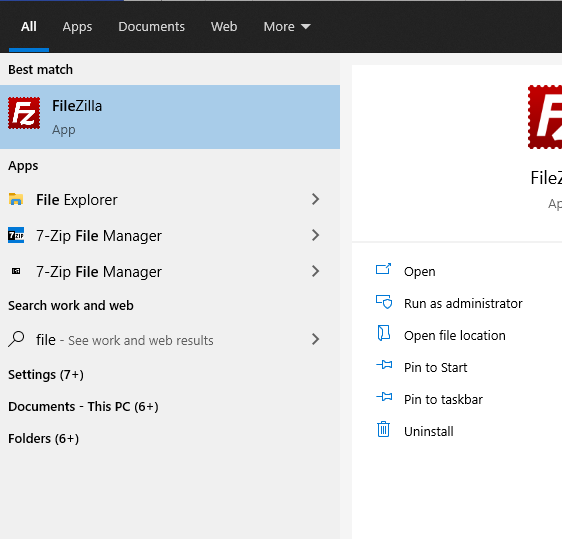 All Apps Documents Web More
Best match
FileZilla
App
Apps
File Explorer
7-Zip File Manager
7-Zip File Manager
Search work and web
file - See work and web results
Settings (7+)
Documents - This PC (6+)
Folders (6+)
FileZ
Ap
Open
Run as administrator
Open file location
Pin to Start
Pin to taskbar
Uninstall